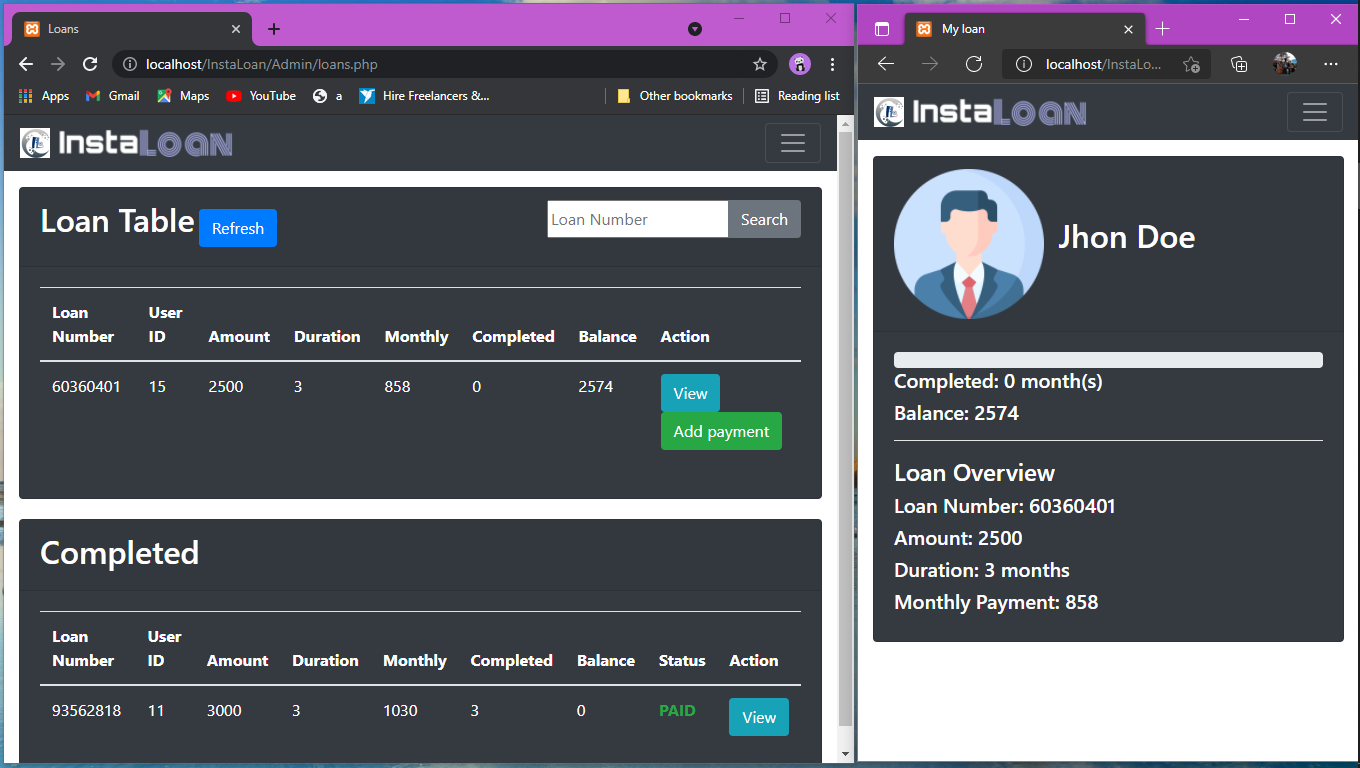 Loans
localhost/InstaLoan/Admin/loans.php
Apps Gmail Maps YouTube a Hire Freelancers &... Other bookmarks Reading list
InstaLOAN
Loan Table Refresh Loan Number Search
Loan Number User ID Amount Duration Monthly Completed Balance Action
60360401 15 2500 3 858 0 2574 View
Add payment
Completed
Loan Number User ID Amount Duration Monthly Completed Balance Status Action
93562818 11 3000 3 1030 3 0 PAID View
My loan
localhost/InstaLo...
InstaLOAN
Jhon Doe
Completed: 0 month(s)
Balance: 2574
Loan Overview
Loan Number: 60360401
Amount: 2500
Duration: 3 months
Monthly Payment: 858